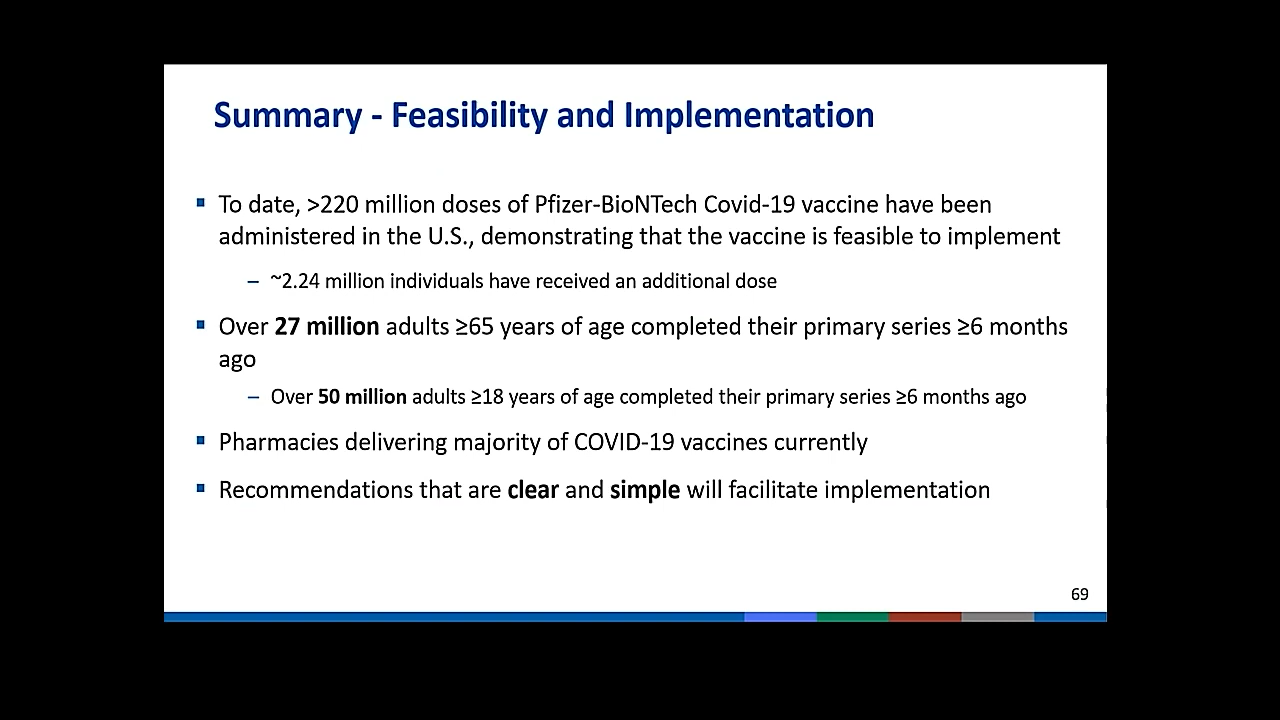 Summary - Feasibility and Implementation
▪ To date, >220 million doses of Pfizer-BioNTech Covid-19 vaccine have been
administered in the U.S., demonstrating that the vaccine is feasible to implement
– ~2.24 million individuals have received an additional dose
▪ Over 27 million adults ≥65 years of age completed their primary series ≥6 months
ago
– Over 50 million adults ≥18 years of age completed their primary series ≥6 months ago
▪ Pharmacies delivering majority of COVID-19 vaccines currently
▪ Recommendations that are clear and simple will facilitate implementation
69